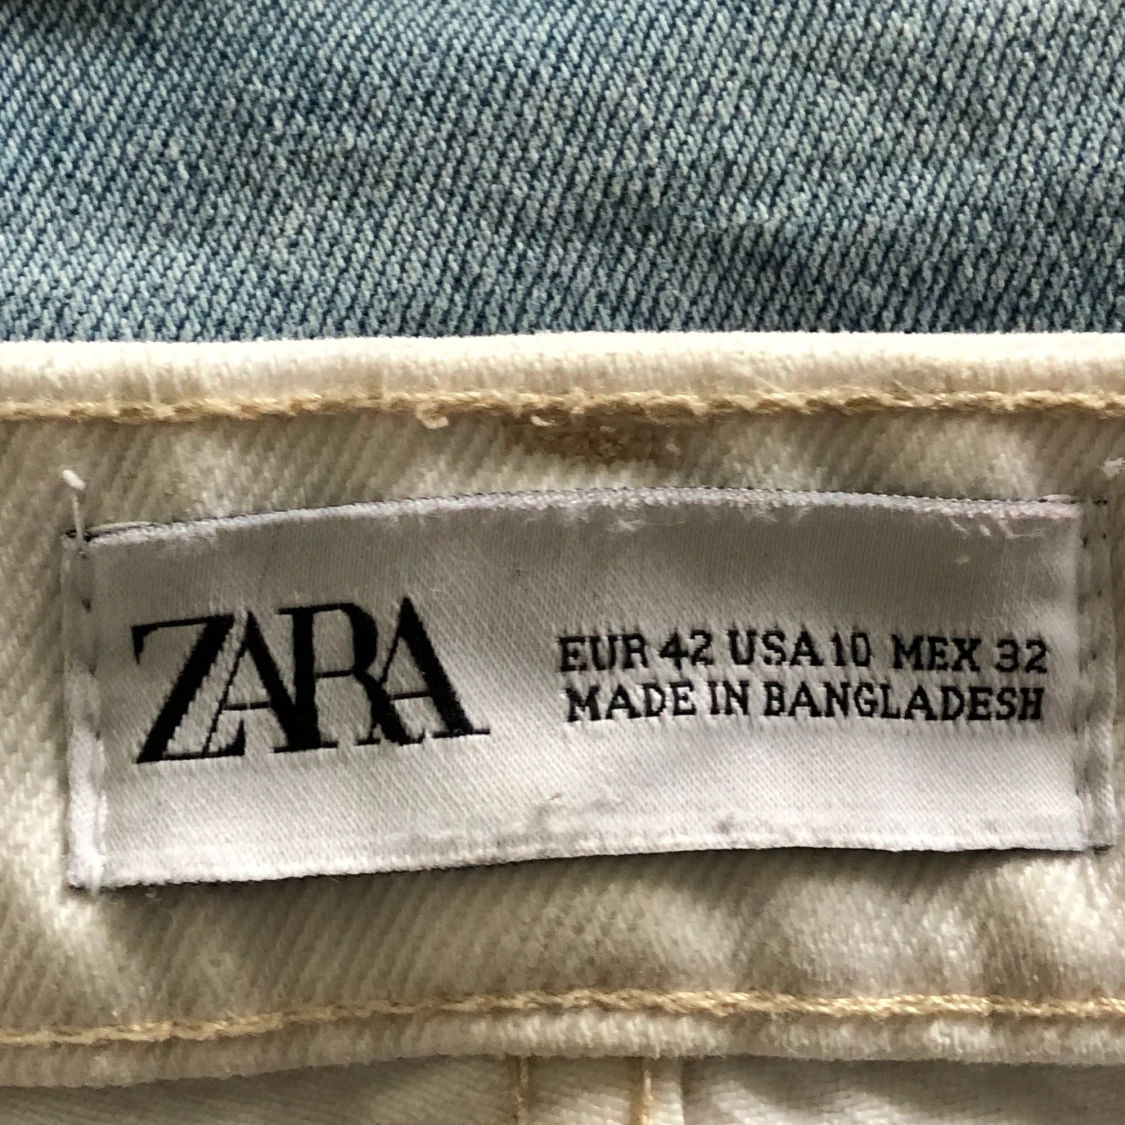 ZARA
EUR 42 USA 10 MEX 32
MADE IN BANGLADESH